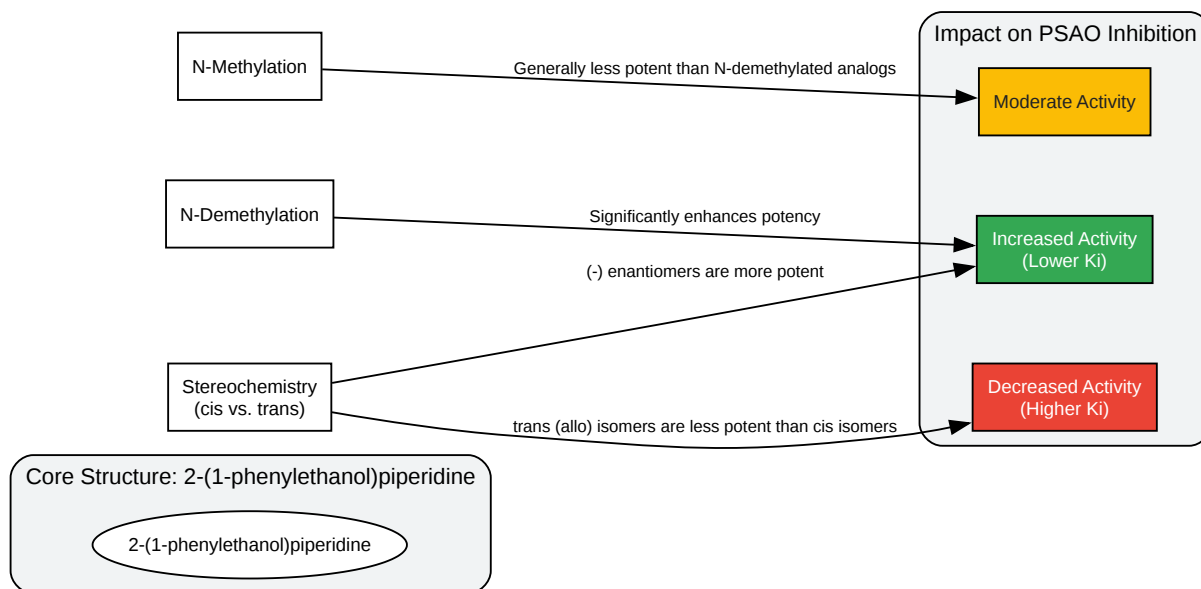 Impact on PSAO Inhibition
N-Methylation
Generally less potent than N-demethylated analogs
Moderate Activity
N-Demethylation
Significantly enhances potency
Increased Activity
(Lower Ki)
(-) enantiomers are more potent
Stereochemistry
(cis vs. trans)
trans (allo) isomers are less potent than cis isomers
Decreased Activity
(Higher Ki)
Core Structure: 2-(1-phenylethanol)piperidine
2-(1-phenylethanol)piperidine